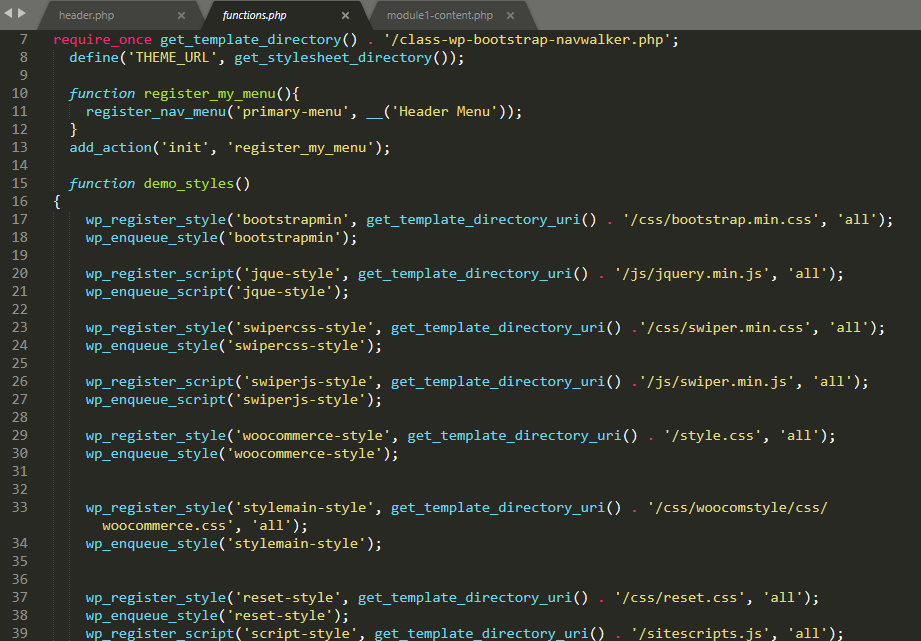 header.php × functions.php × module1-content.php ×
7 require_once get_template_directory() . '/class-wp-bootstrap-navwalker.php';
8 define('THEME_URL', get_stylesheet_directory());
9
10 function register_my_menu(){
11 register_nav_menu('primary-menu', __('Header Menu'));
12 }
13 add_action('init', 'register_my_menu');
14
15 function demo_styles()
16 {
17 wp_register_style('bootstrapmin', get_template_directory_uri() . '/css/bootstrap.min.css', 'all');
18 wp_enqueue_style('bootstrapmin');
19
20 wp_register_script('jque-style', get_template_directory_uri() . '/js/jquery.min.js', 'all');
21 wp_enqueue_script('jque-style');
22
23 wp_register_style('swipercss-style', get_template_directory_uri() .'/css/swiper.min.css', 'all');
24 wp_enqueue_style('swipercss-style');
25
26 wp_register_script('swiperjs-style', get_template_directory_uri() .'/js/swiper.min.js', 'all');
27 wp_enqueue_script('swiperjs-style');
28
29 wp_register_style('woocommerce-style', get_template_directory_uri() . '/style.css', 'all');
30 wp_enqueue_style('woocommerce-style');
31
32
33 wp_register_style('stylemain-style', get_template_directory_uri() . '/css/woocomstyle/css/
woocommerce.css', 'all');
34 wp_enqueue_style('stylemain-style');
35
36
37 wp_register_style('reset-style', get_template_directory_uri() . '/css/reset.css', 'all');
38 wp_enqueue_style('reset-style');
39 wp_register_script('script-style', get_template_directory_uri() . '/sitescripts.js', 'all');